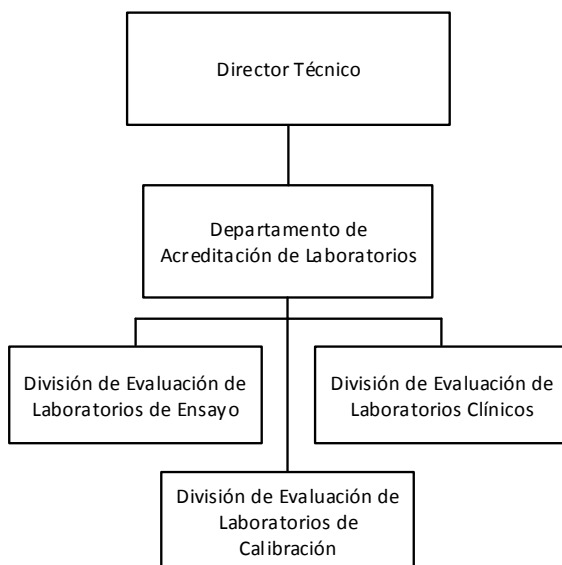 Director Técnico
Departamento de
Acreditación de Laboratorios
División de Evaluación de
Laboratorios de Ensayo
División de Evaluación de
Laboratorios Clínicos
División de Evaluación de
Laboratorios de
Calibración